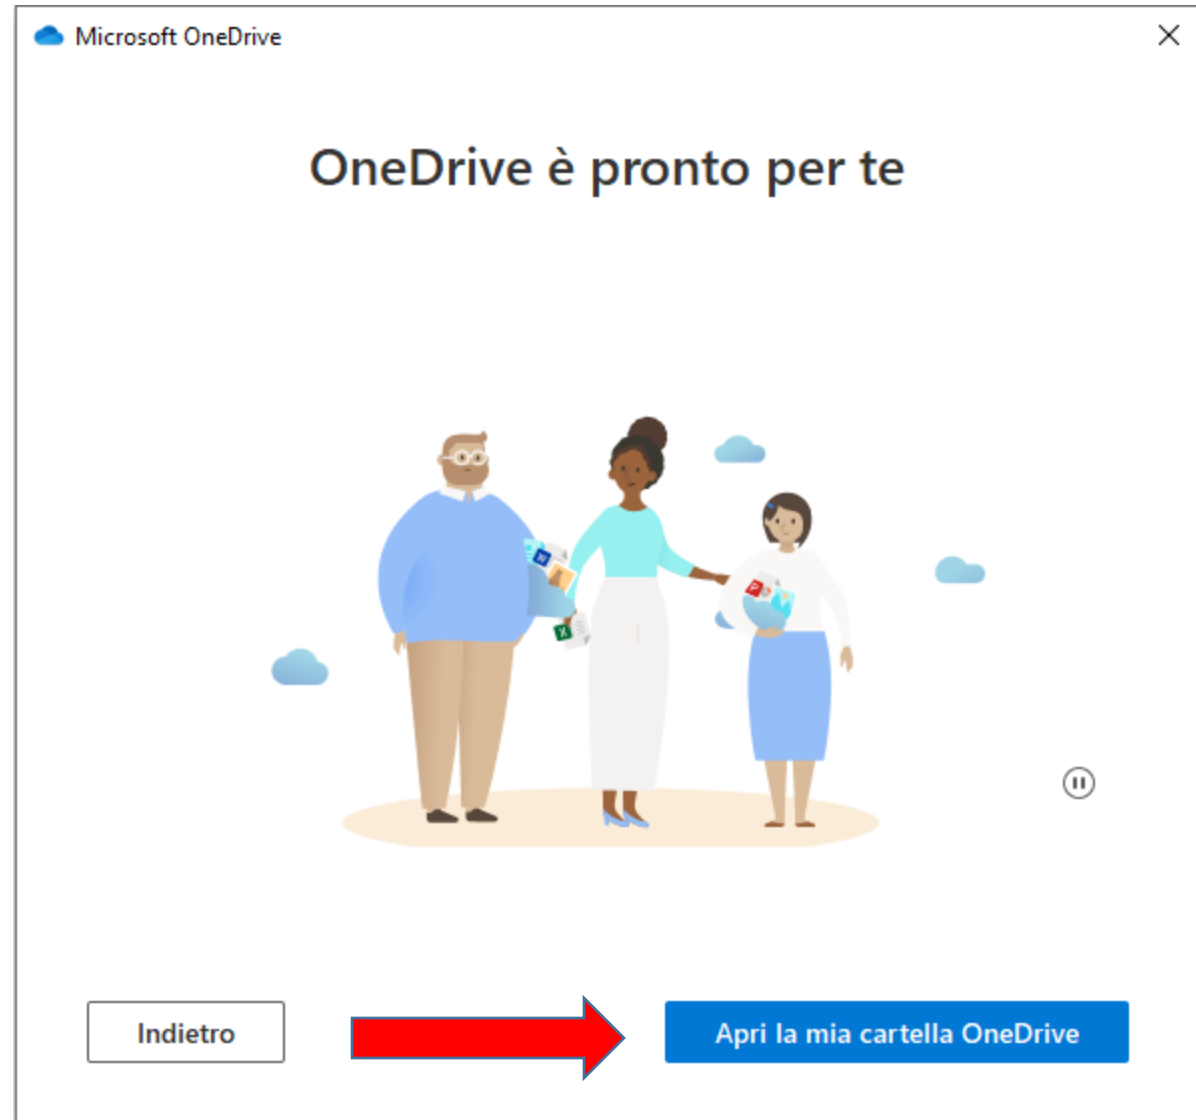 Microsoft OneDrive
OneDrive è pronto per te
W
X
P
Indietro
Apri la mia cartella OneDrive